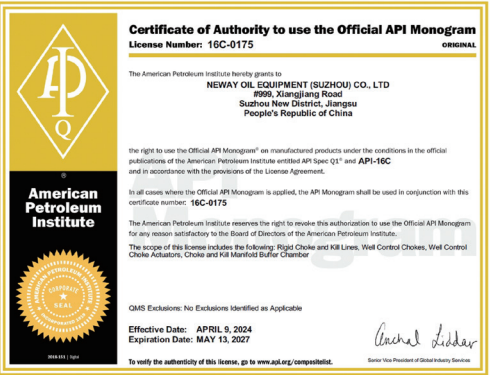 Certificate of Authority to use the Official API Monogram
License Number: 16C-0175
ORIGINAL
The American Petroleum Institute hereby grants to
NEWAY OIL EQUIPMENT (SUZHOU) CO., LTD
#999, Xiangjiang Road
Suzhou New District, Jiangsu
People's Republic of China
the right to use the Official API Monogram® on manufactured products under the conditions in the official
publications of the American Petroleum Institute entitled API Spec Q1® and API-16C
and in accordance with the provisions of the License Agreement.
In all cases where the Official API Monogram is applied, the API Monogram shall be used in conjunction with this
certificate number: 16C-0175
The American Petroleum Institute reserves the right to revoke this authorization to use the Official API Monogram
for any reason satisfactory to the Board of Directors of the American Petroleum Institute.
The scope of this license includes the following: Rigid Choke and Kill Lines, Well Control Chokes, Well Control
Choke Actuators, Choke and Kill Manifold Buffer Chamber
QMS Exclusions: No Exclusions Identified as Applicable
Effective Date: APRIL 9, 2024
Expiration Date: MAY 13, 2027
To verify the authenticity of this license, go to www.api.org/compositelist.
Anchal Liddar
Senior Vice President of Global Industry Services
API
Q
®
American
Petroleum
Institute
AMERICAN PETROLEUM INSTITUTE
CORPORATE
SEAL
2018-151 | Digital
API
Monogram